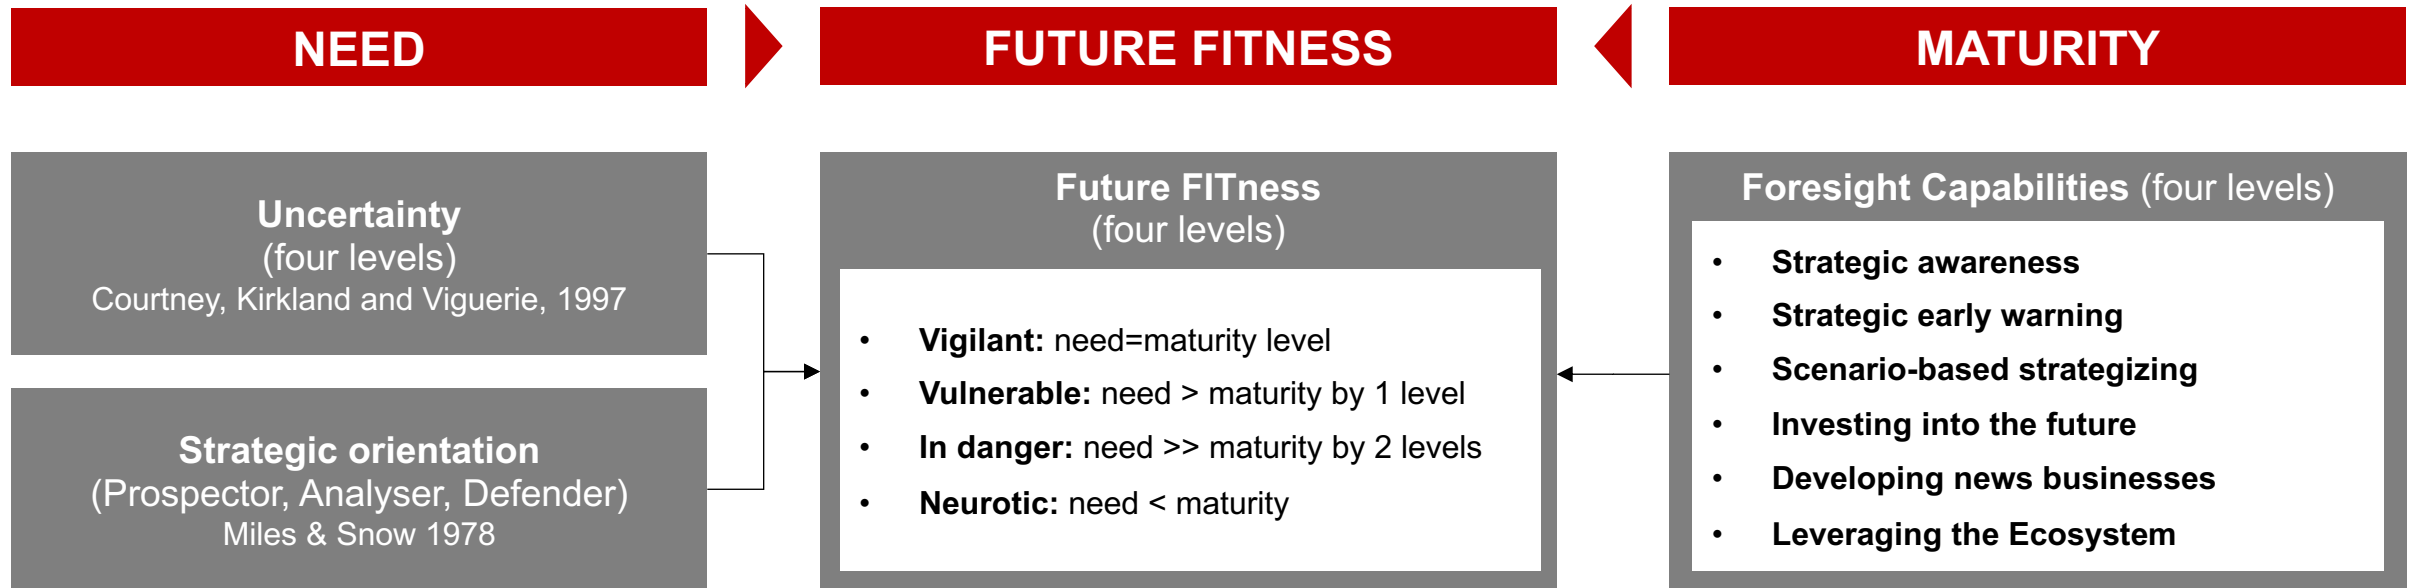 NEED
FUTURE FITNESS
MATURITY
Uncertainty
(four levels)
Courtney, Kirkland and Viguerie, 1997
Strategic orientation
(Prospector, Analyser, Defender)
Miles & Snow 1978
Future FITness
(four levels)
• Vigilant: need=maturity level
• Vulnerable: need > maturity by 1 level
• In danger: need >> maturity by 2 levels
• Neurotic: need < maturity
Foresight Capabilities (four levels)
• Strategic awareness
• Strategic early warning
• Scenario-based strategizing
• Investing into the future
• Developing news businesses
• Leveraging the Ecosystem